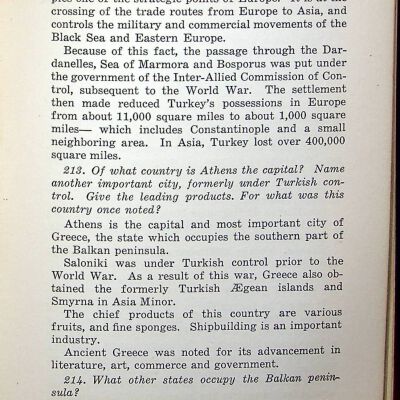 crossing of the trade routes from Europe to Asia, and
controls the military and commercial movements of the
Black Sea and Eastern Europe.
Because of this fact, the passage through the Dar-
danelles, Sea of Marmora and Bosporus was put under
the government of the Inter-Allied Commission of Con-
trol, subsequent to the World War. The settlement
then made reduced Turkey's possessions in Europe
from about 11,000 square miles to about 1,000 square
miles— which includes Constantinople and a small
neighboring area. In Asia, Turkey lost over 400,000
square miles.
213. Of what country is Athens the capital? Name
another important city, formerly under Turkish con-
trol. Give the leading products. For what was this
country once noted?
Athens is the capital and most important city of
Greece, the state which occupies the southern part of
the Balkan peninsula.
Saloniki was under Turkish control prior to the
World War. As a result of this war, Greece also ob-
tained the formerly Turkish Ægean islands and
Smyrna in Asia Minor.
The chief products of this country are various
fruits, and fine sponges. Shipbuilding is an important
industry.
Ancient Greece was noted for its advancement in
literature, art, commerce and government.
214. What other states occupy the Balkan penin-
sula?